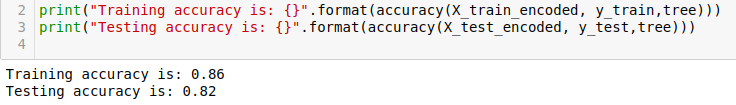 2 print("Training accuracy is: {}".format(accuracy(X_train_encoded, y_train,tree)))
3 print("Testing accuracy is: {}".format(accuracy(X_test_encoded, y_test,tree)))
4
Training accuracy is: 0.86
Testing accuracy is: 0.82